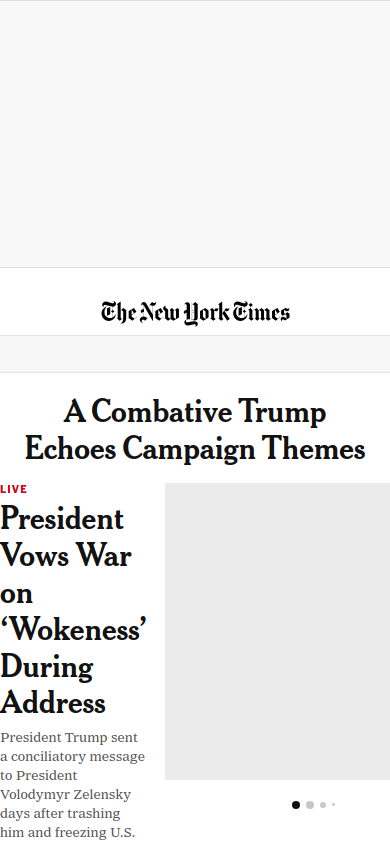 The New York Times
A Combative Trump
Echoes Campaign Themes
LIVE
President
Vows War
on
‘Wokeness’
During
Address
President Trump sent
a conciliatory message
to President
Volodymyr Zelensky
days after trashing
him and freezing U.S.